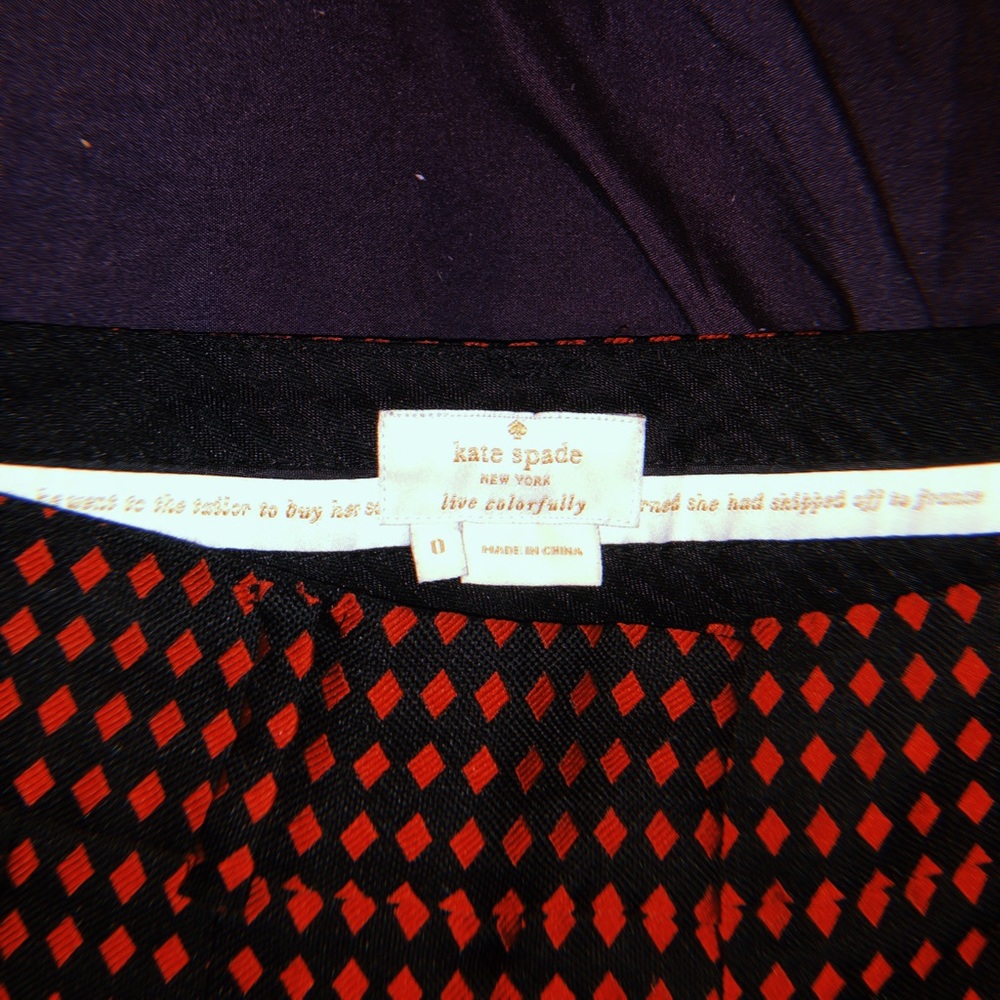 kate spade
NEW YORK
live colorfully
he went to the tailor to buy her
rned she had skipped off to france
0
MADE IN CHINA